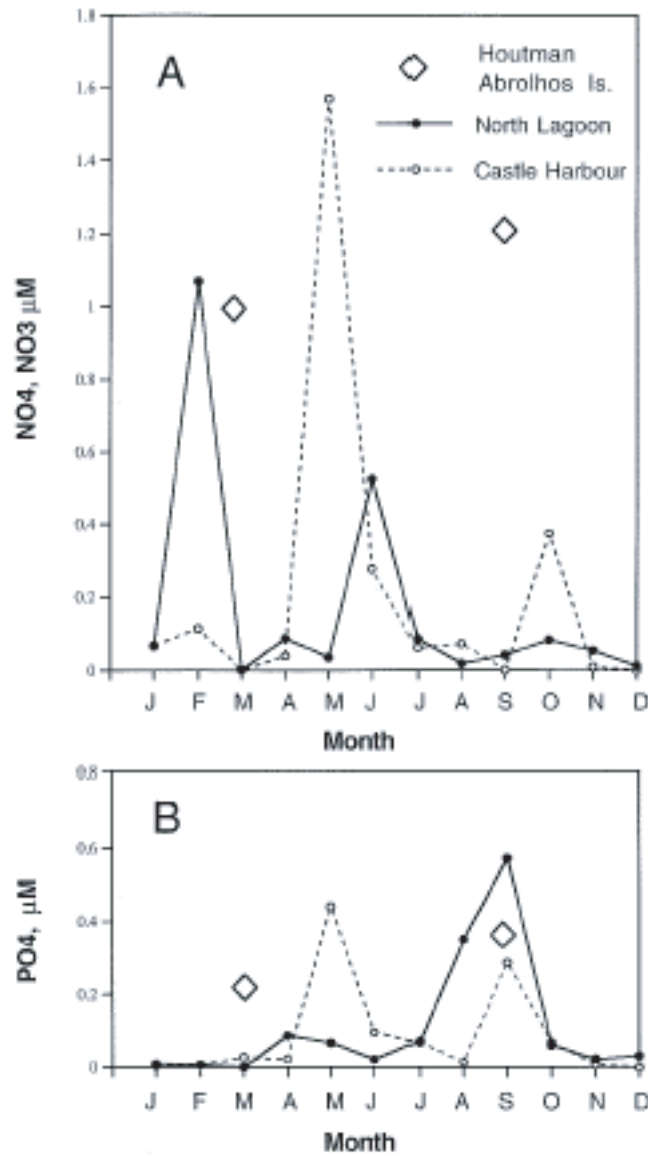 1.8
A
Houtman
Abrolhos Is.
1.6
North Lagoon
1.4
Castle Harbour
1.2
1
0.8
0.6
0.4
0.2
0
NO4, NO3 μM
J F M A M J J A S O N D
Month
0.8
B
0.6
0.4
0.2
0
PO4, μM
J F M A M J J A S O N D
Month